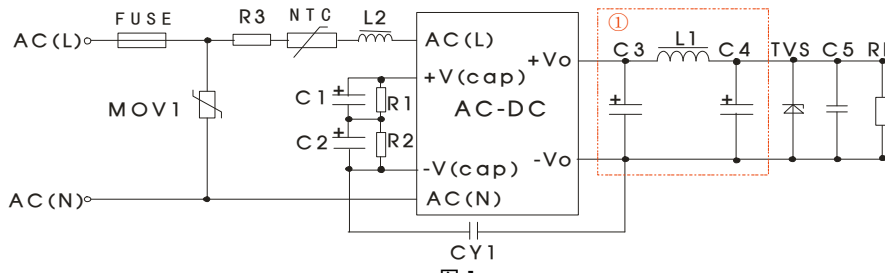 FUSE
R3
NTC
L2
AC(L)
AC(L)
+Vo
①
C3
L1
C4
TVS
C5
+V(cap)
C1
R1
AC-DC
MOV1
C2
R2
-V(cap)
-Vo
AC(N)
AC(N)
CY1